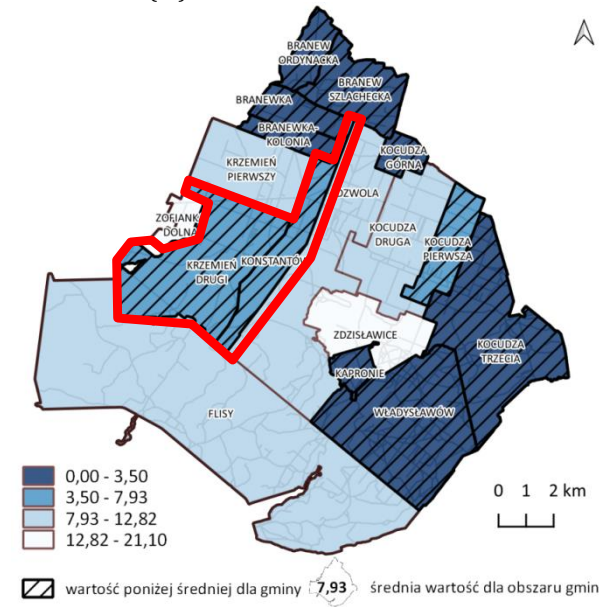 BRANEW
ORDYNACKA
BRANEW
SZLACHECKA
BRANEWKA
BRANEWKA-
KOLONIA
KOCUDZA
GÓRNA
KRZEMIEŃ
PIERWSZY
DZWOLA
ZOFIANK
DOLNA
KOCUDZA
DRUGA
KOCUDZA
PIERWSZA
KRZEMIEŃ
DRUGI
KONSTANTÓW
ZDZISŁAWICE
KOCUDZA
TRZECIA
KAPRONIE
FLISY
WŁADYSŁAWÓW
0,00 - 3,50
3,50 - 7,93
7,93 - 12,82
12,82 - 21,10
0 1 2 km
wartość poniżej średniej dla gminy
7,93
średnia wartość dla obszaru gmin